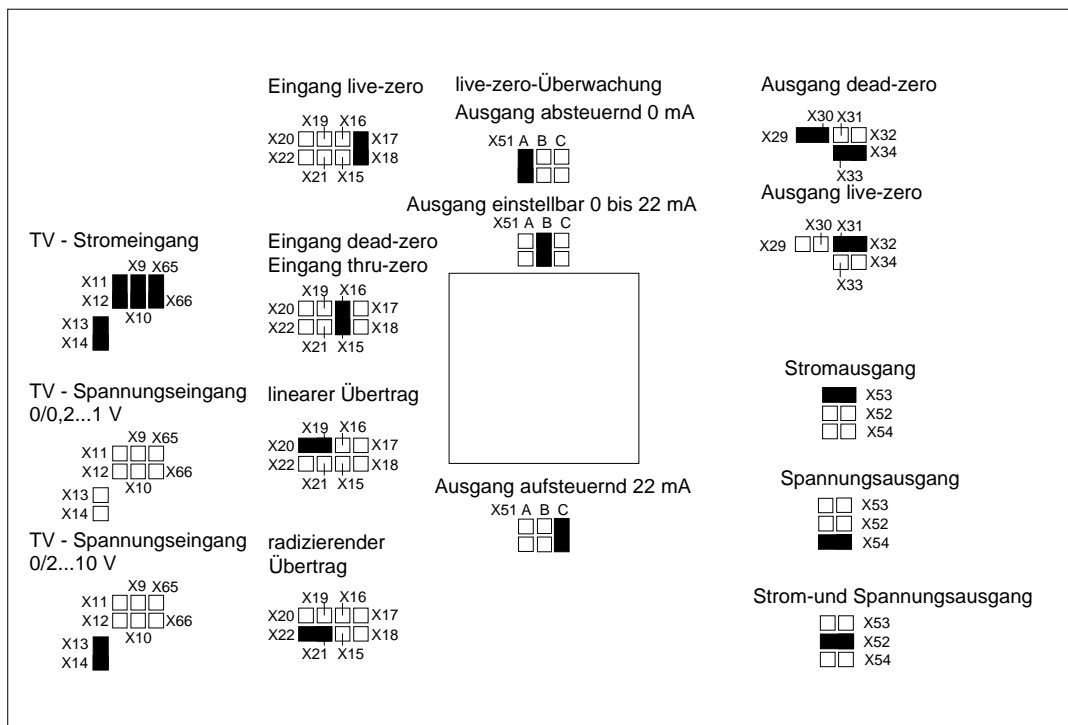 Eingang live-zero
X19 X16
X20 X17
X22 X18
X21 X15
live-zero-Überwachung
Ausgang absteuernd 0 mA
X51 A B C
Ausgang einstellbar 0 bis 22 mA
X51 A B C
Ausgang dead-zero
X30 X31
X29 X32
X34
X33
Ausgang live-zero
X30 X31
X29 X32
X34
X33
TV - Stromeingang
X9 X65
X11
X12 X66
X10
X13
X14
Eingang dead-zero
Eingang thru-zero
X19 X16
X20 X17
X22 X18
X21 X15
TV - Spannungseingang
0/0,2...1 V
X9 X65
X11
X12 X66
X10
X13
X14
linearer Übertrag
X19 X16
X20 X17
X22 X18
X21 X15
Ausgang aufsteuernd 22 mA
X51 A B C
Stromausgang
X53
X52
X54
Spannungsausgang
X53
X52
X54
TV - Spannungseingang
0/2...10 V
X9 X65
X11
X12 X66
X10
X13
X14
radizierender
Übertrag
X19 X16
X20 X17
X22 X18
X21 X15
Strom-und Spannungsausgang
X53
X52
X54